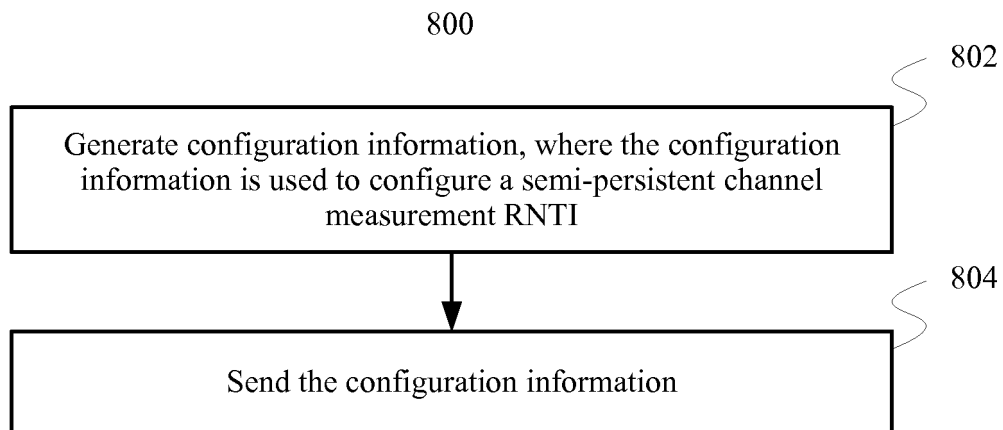 800
802
Generate configuration information, where the configuration
information is used to configure a semi-persistent channel
measurement RNTI
804
Send the configuration information